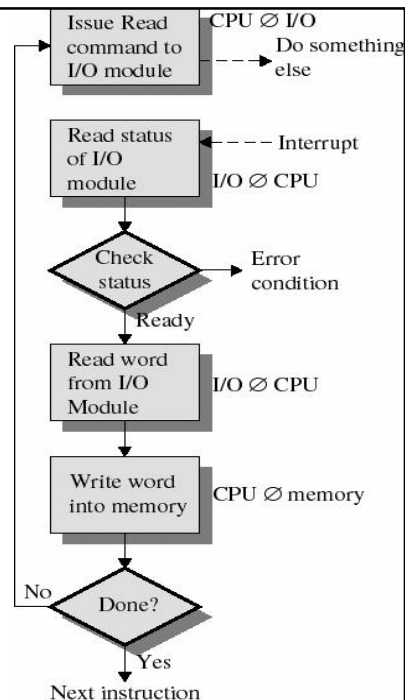 Issue Read
command to
I/O module
CPU ∅ I/O
Do something
else
Read status
of I/O
module
Interrupt
I/O ∅ CPU
Check
status
Error
condition
Ready
Read word
from I/O
Module
I/O ∅ CPU
Write word
into memory
CPU ∅ memory
No
Done?
Yes
Next instruction